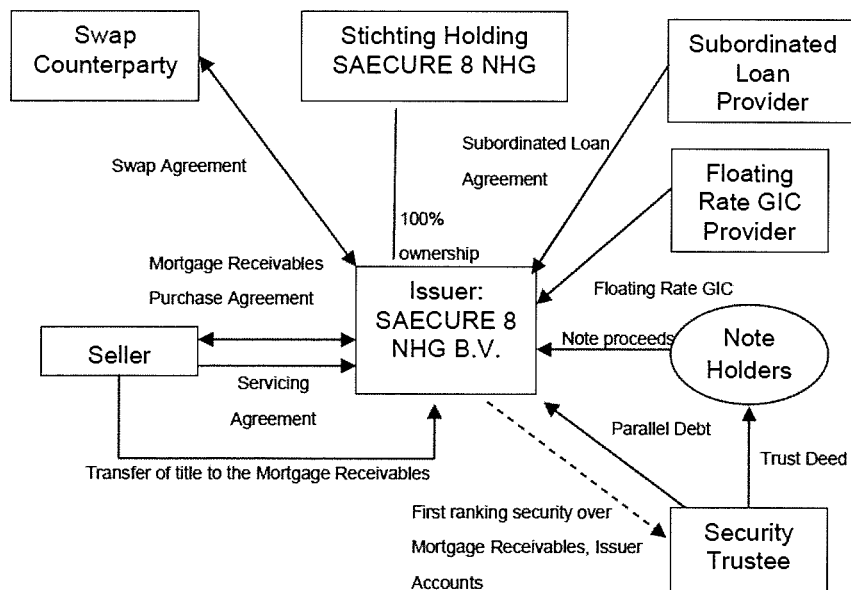 Swap
Counterparty
Stichting Holding
SAECURE 8 NHG
Subordinated
Loan
Provider
Swap Agreement
Subordinated Loan
Agreement
100%
ownership
Floating
Rate GIC
Provider
Mortgage Receivables
Purchase Agreement
Issuer:
SAECURE 8
NHG B.V.
Floating Rate GIC
Note proceeds
Note
Holders
Seller
Servicing
Agreement
Parallel Debt
Trust Deed
Transfer of title to the Mortgage Receivables
First ranking security over
Mortgage Receivables, Issuer
Accounts
Security
Trustee